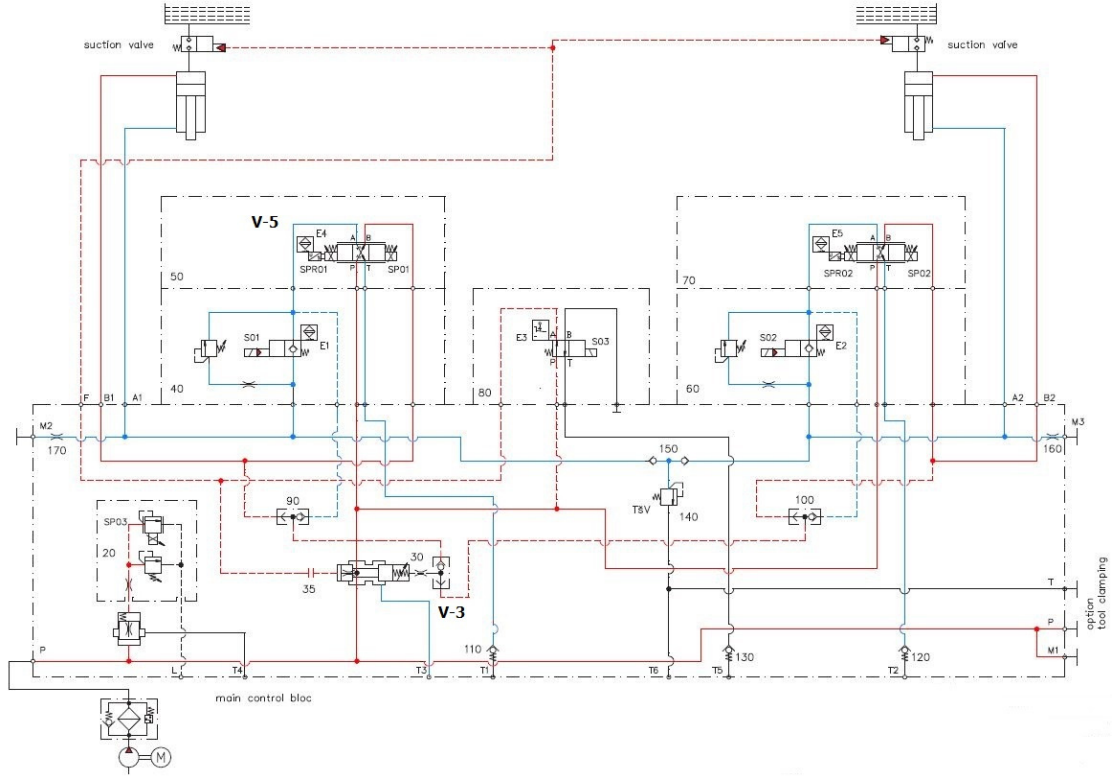 suction valve
suction valve
V-5
E4
A B
P T
SPR01
SP01
50
E5
A B
P T
SPR02
SP02
70
S01
E1
40
E3
A B
P T
S03
80
S02
E2
60
F
B1
A1
A2
B2
M2
170
M3
160
150
T&V
140
SP03
20
90
100
30
35
V-3
T
P
M1
option
tool clamping
P
110
130
120
L
T4
T3
T1
T6
T5
T2
main control bloc
M